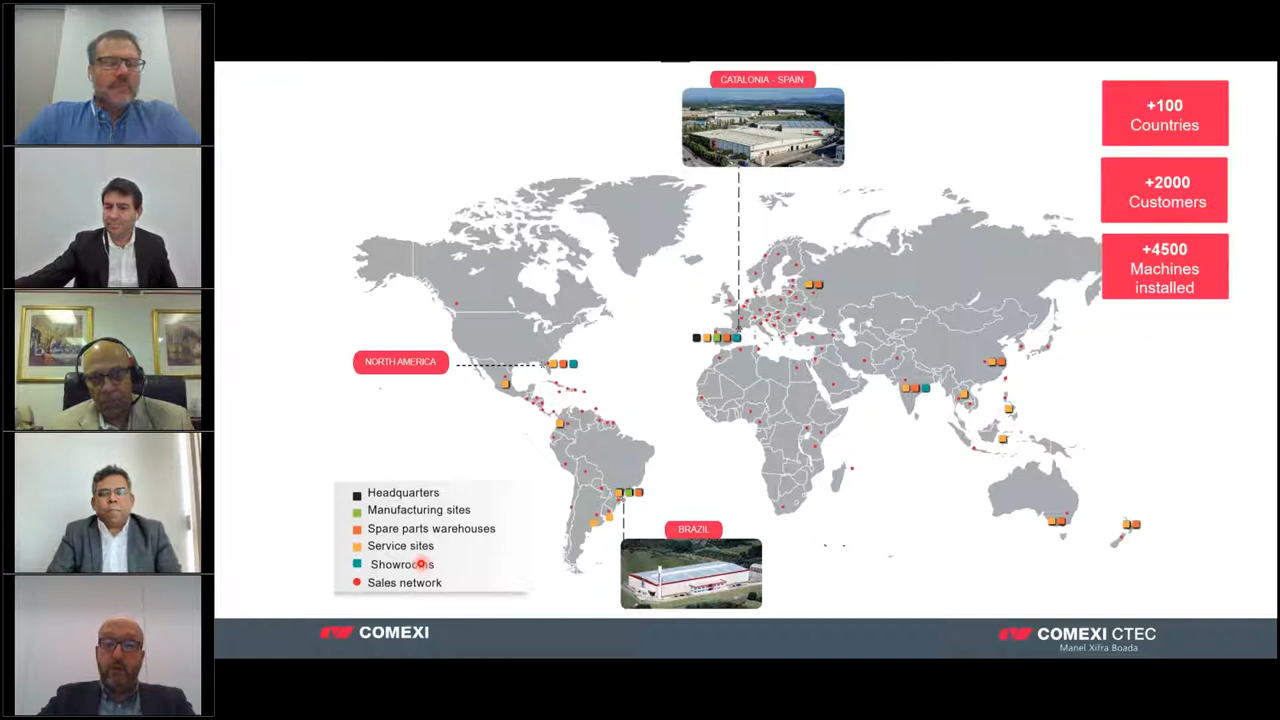 CATALONIA - SPAIN
+100
Countries
+2000
Customers
+4500
Machines
installed
NORTH AMERICA
Headquarters
Manufacturing sites
Spare parts warehouses
Service sites
Showrooms
Sales network
BRAZIL
COMEXI
COMEXI CTEC
Manel Xifra Boada